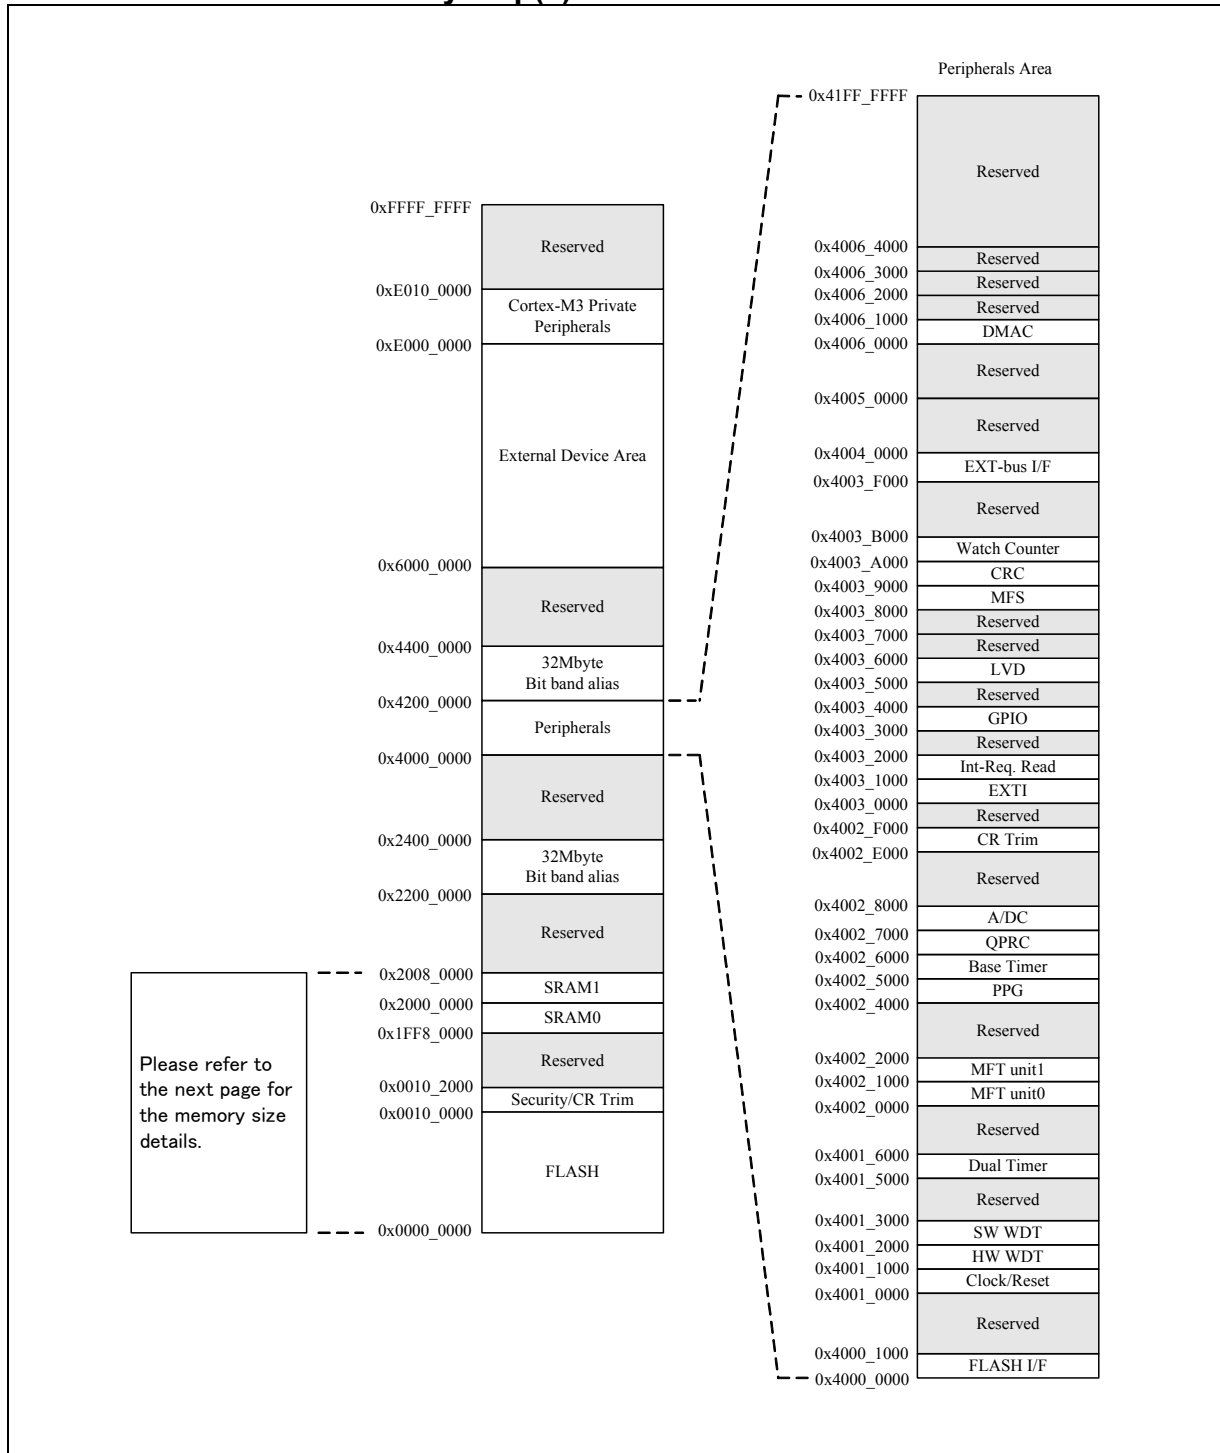 Peripherals Area
0x41FF_FFFF
Reserved
0x4006_4000
Reserved
0x4006_3000
Reserved
0x4006_2000
Reserved
0x4006_1000
DMAC
0x4006_0000
Reserved
0x4005_0000
Reserved
0x4004_0000
EXT-bus I/F
0x4003_F000
Reserved
0x4003_B000
Watch Counter
0x4003_A000
CRC
0x4003_9000
MFS
0x4003_8000
Reserved
0x4003_7000
Reserved
0x4003_6000
LVD
0x4003_5000
Reserved
0x4003_4000
GPIO
0x4003_3000
Reserved
0x4003_2000
Int-Req. Read
0x4003_1000
EXTI
0x4003_0000
Reserved
0x4002_F000
CR Trim
0x4002_E000
Reserved
0x4002_8000
A/DC
0x4002_7000
QPRC
0x4002_6000
Base Timer
0x4002_5000
PPG
0x4002_4000
Reserved
0x4002_2000
MFT unit1
0x4002_1000
MFT unit0
0x4002_0000
Reserved
0x4001_6000
Dual Timer
0x4001_5000
Reserved
0x4001_3000
SW WDT
0x4001_2000
HW WDT
0x4001_1000
Clock/Reset
0x4001_0000
Reserved
0x4000_1000
FLASH I/F
0x4000_0000
0xFFFF_FFFF
Reserved
0xE010_0000
Cortex-M3 Private
Peripherals
0xE000_0000
External Device Area
0x6000_0000
Reserved
0x4400_0000
32Mbyte
Bit band alias
0x4200_0000
Peripherals
0x4000_0000
Reserved
0x2400_0000
32Mbyte
Bit band alias
0x2200_0000
Reserved
0x2008_0000
SRAM1
0x2000_0000
SRAM0
0x1FF8_0000
Reserved
0x0010_2000
Security/CR Trim
0x0010_0000
FLASH
0x0000_0000
Please refer to
the next page for
the memory size
details.